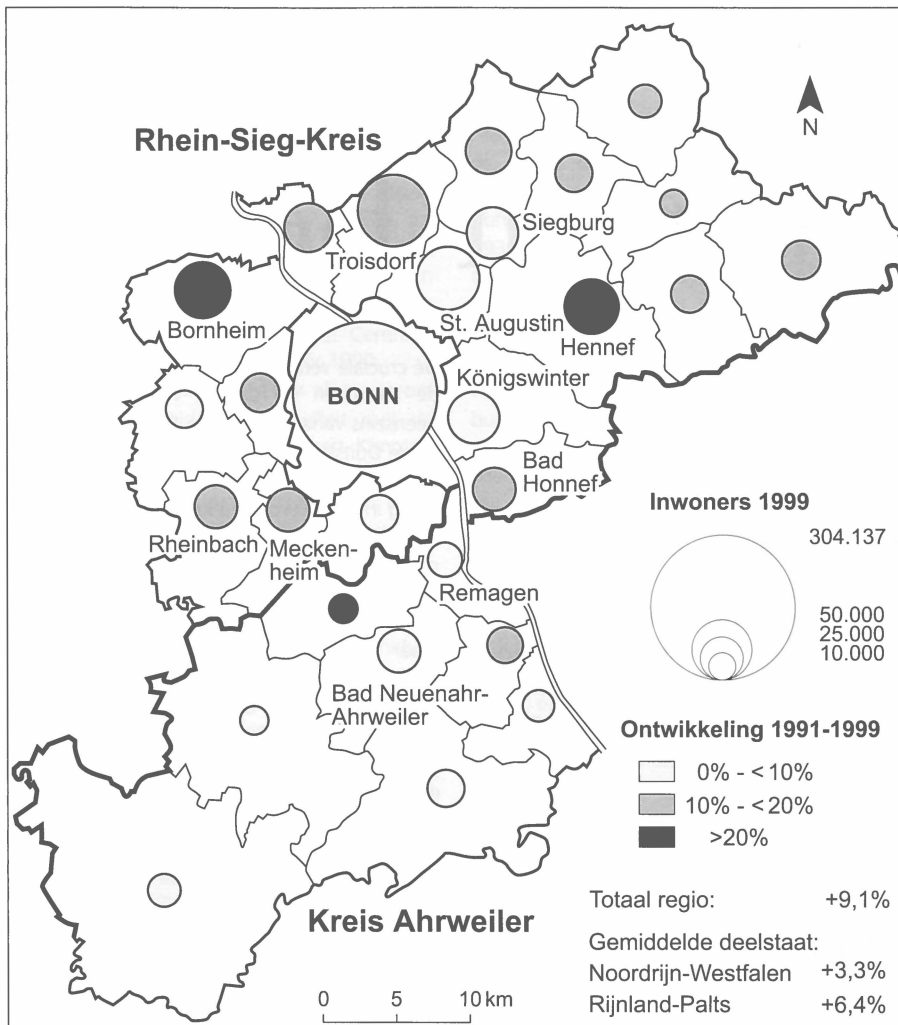 N
Rhein-Sieg-Kreis
Siegburg
Troisdorf
St. Augustin
Bornheim
Hennef
Königswinter
BONN
Bad
Honnef
Rheinbach
Mecken-
heim
Remagen
Bad Neuenahr-
Ahrweiler
Kreis Ahrweiler
0 5 10 km
Inwoners 1999
304.137
50.000
25.000
10.000
Ontwikkeling 1991-1999
0% - <10%
10% - <20%
>20%
Totaal regio: +9,1%
Gemiddelde deelstaat:
Noordrijn-Westfalen +3,3%
Rijnland-Palts +6,4%